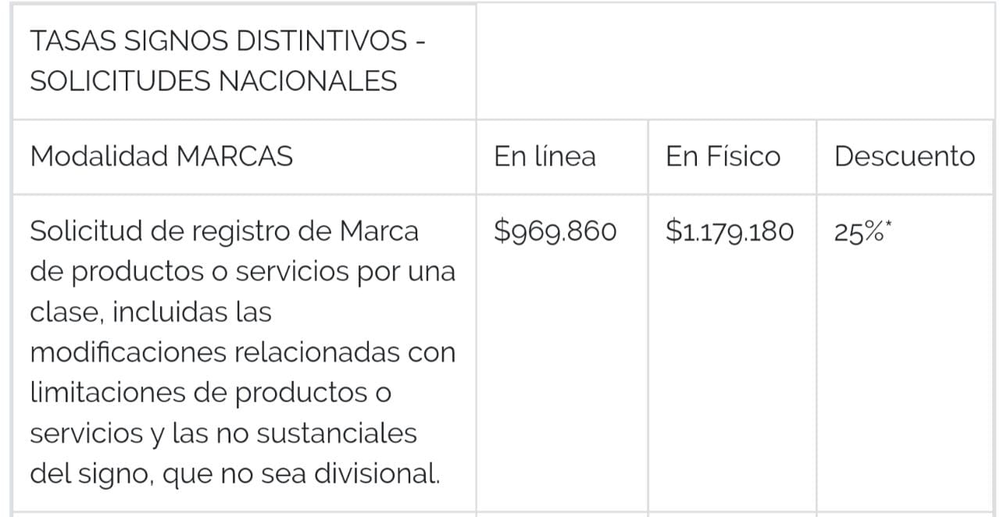 TASAS SIGNOS DISTINTIVOS -
SOLICITUDES NACIONALES
Modalidad MARCAS En línea En Físico Descuento
Solicitud de registro de Marca $969.860 $1.179.180 25%*
de productos o servicios por una
clase, incluidas las
modificaciones relacionadas con
limitaciones de productos o
servicios y las no sustanciales
del signo, que no sea divisional.